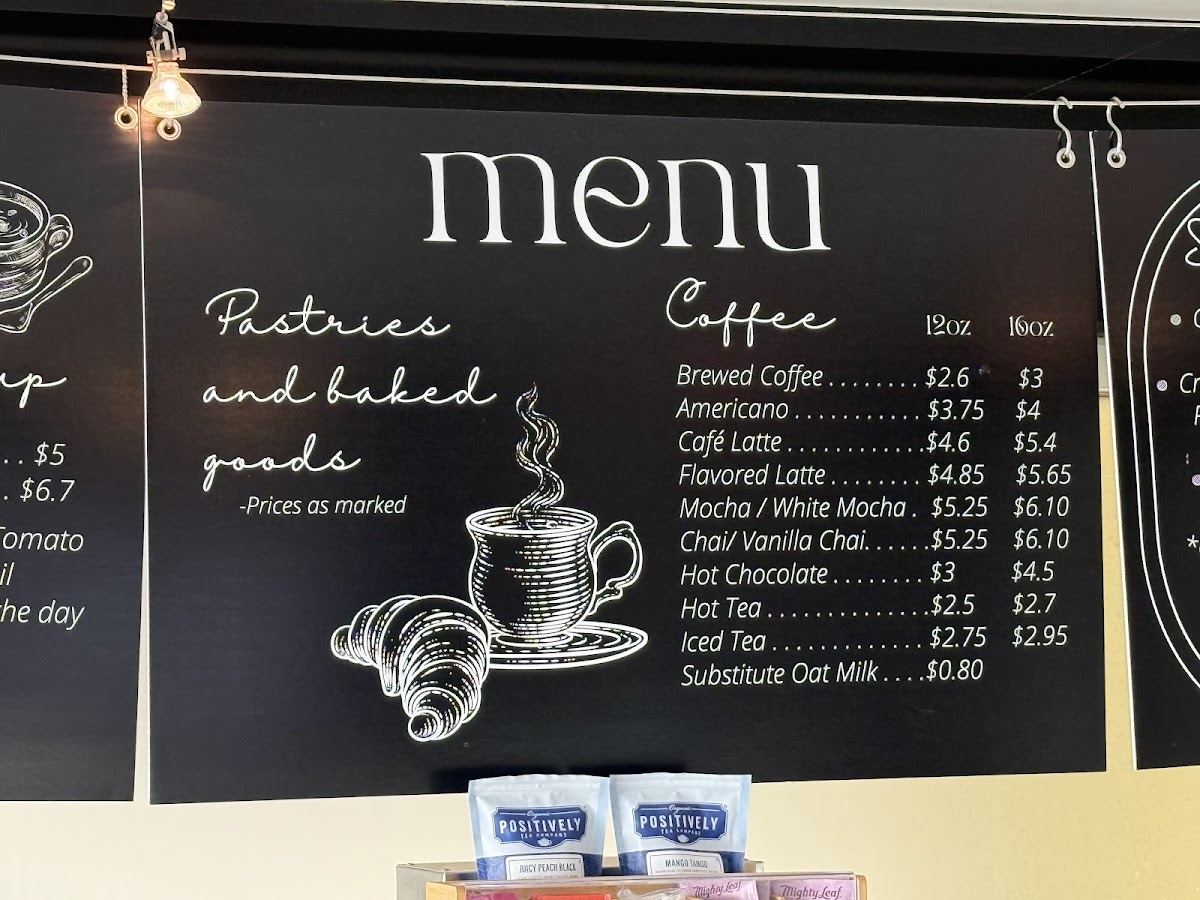 menu
Pastries
and baked
goods
-Prices as marked
Coffee 12oz 16oz
Brewed Coffee . . . . . . . . $2.6 $3
Americano . . . . . . . . . . . $3.75 $4
Café Latte . . . . . . . . . . . .$4.6 $5.4
Flavored Latte . . . . . . . . $4.85 $5.65
Mocha / White Mocha . $5.25 $6.10
Chai/ Vanilla Chai. . . . . .$5.25 $6.10
Hot Chocolate . . . . . . . . $3 $4.5
Hot Tea . . . . . . . . . . . . . .$2.5 $2.7
Iced Tea . . . . . . . . . . . . . $2.75 $2.95
Substitute Oat Milk . . . .$0.80
up
. . $5
. $6.7
Tomato
il
the day
Organic
POSITIVELY
TEA COMPANY
JUICY PEACH BLACK
Organic
POSITIVELY
TEA COMPANY
MANGO TANGO
Mighty Leaf
Mighty Leaf